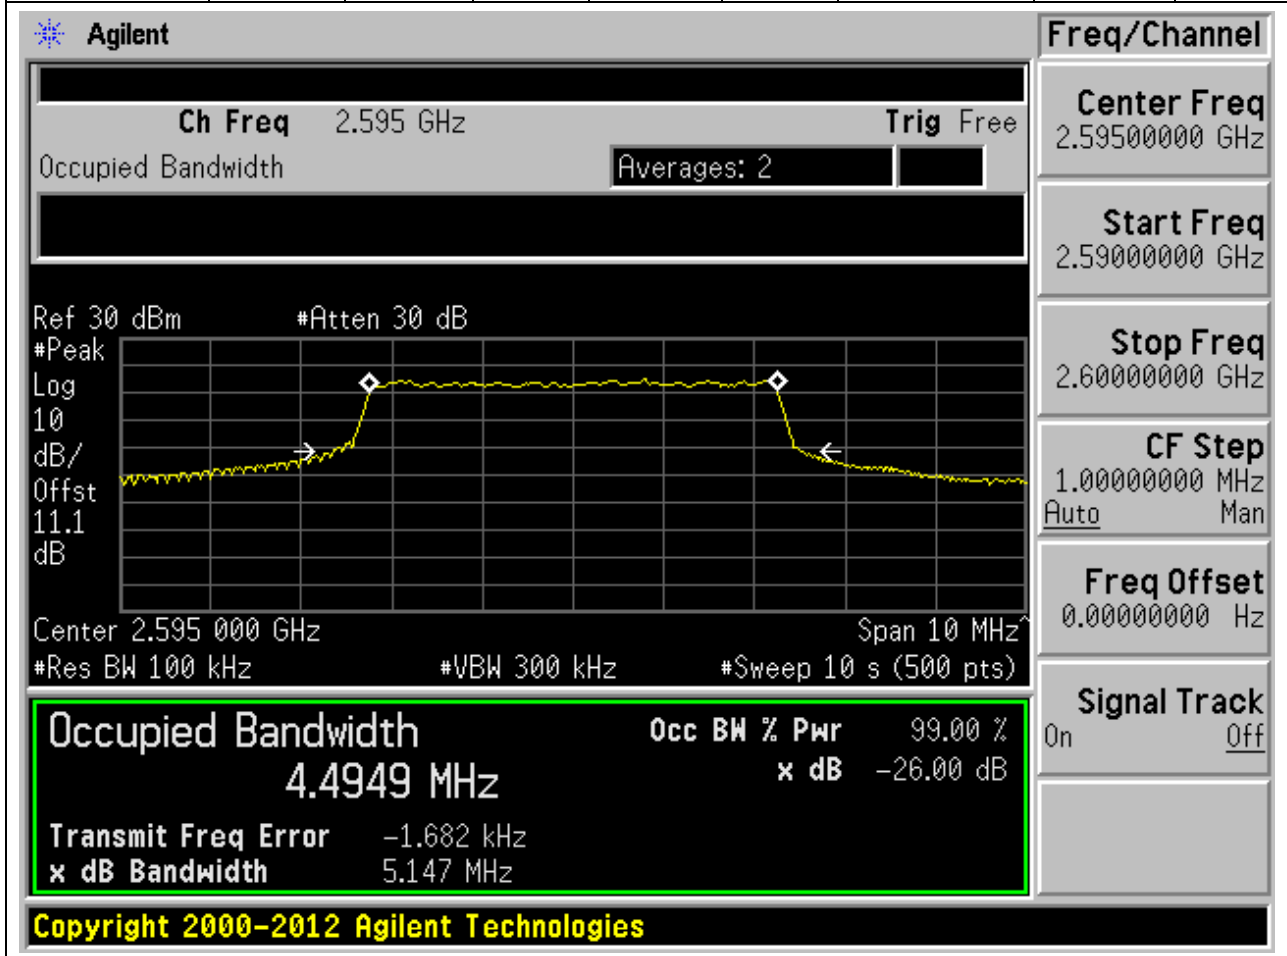 Agilent
Freq/Channel
Ch Freq 2.595 GHz Trig Free
Occupied Bandwidth Averages: 2
Center Freq
2.59500000 GHz
Start Freq
2.59000000 GHz
Stop Freq
2.60000000 GHz
CF Step
1.00000000 MHz
Auto Man
Freq Offset
0.00000000 Hz
Signal Track
On Off
Ref 30 dBm #Atten 30 dB
#Peak
Log
10
dB/
Offst
11.1
dB
Center 2.595 000 GHz Span 10 MHz^
#Res BW 100 kHz #VBW 300 kHz #Sweep 10 s (500 pts)
Occupied Bandwidth Occ BW % Pwr 99.00 %
4.4949 MHz x dB -26.00 dB
Transmit Freq Error -1.682 kHz
x dB Bandwidth 5.147 MHz
Copyright 2000-2012 Agilent Technologies